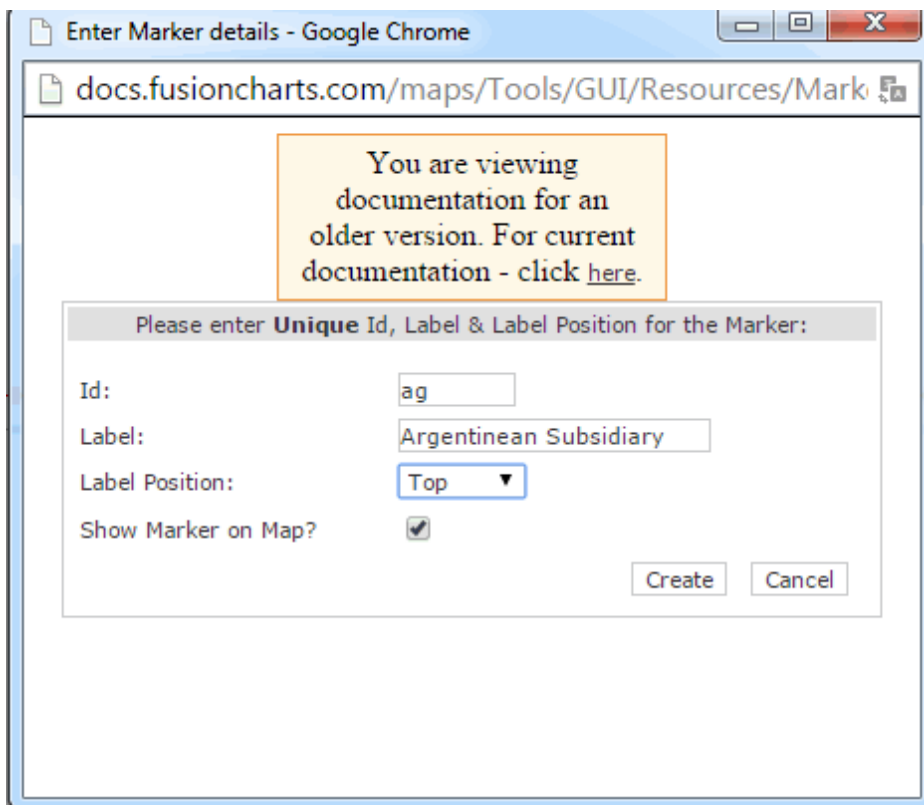 Enter Marker details - Google Chrome
docs.fusioncharts.com/maps/Tools/GUI/Resources/Mark
You are viewing
documentation for an
older version. For current
documentation - click here.
Please enter Unique Id, Label & Label Position for the Marker:
Id: ag
Label: Argentinean Subsidiary
Label Position: Top
Show Marker on Map?
Create Cancel